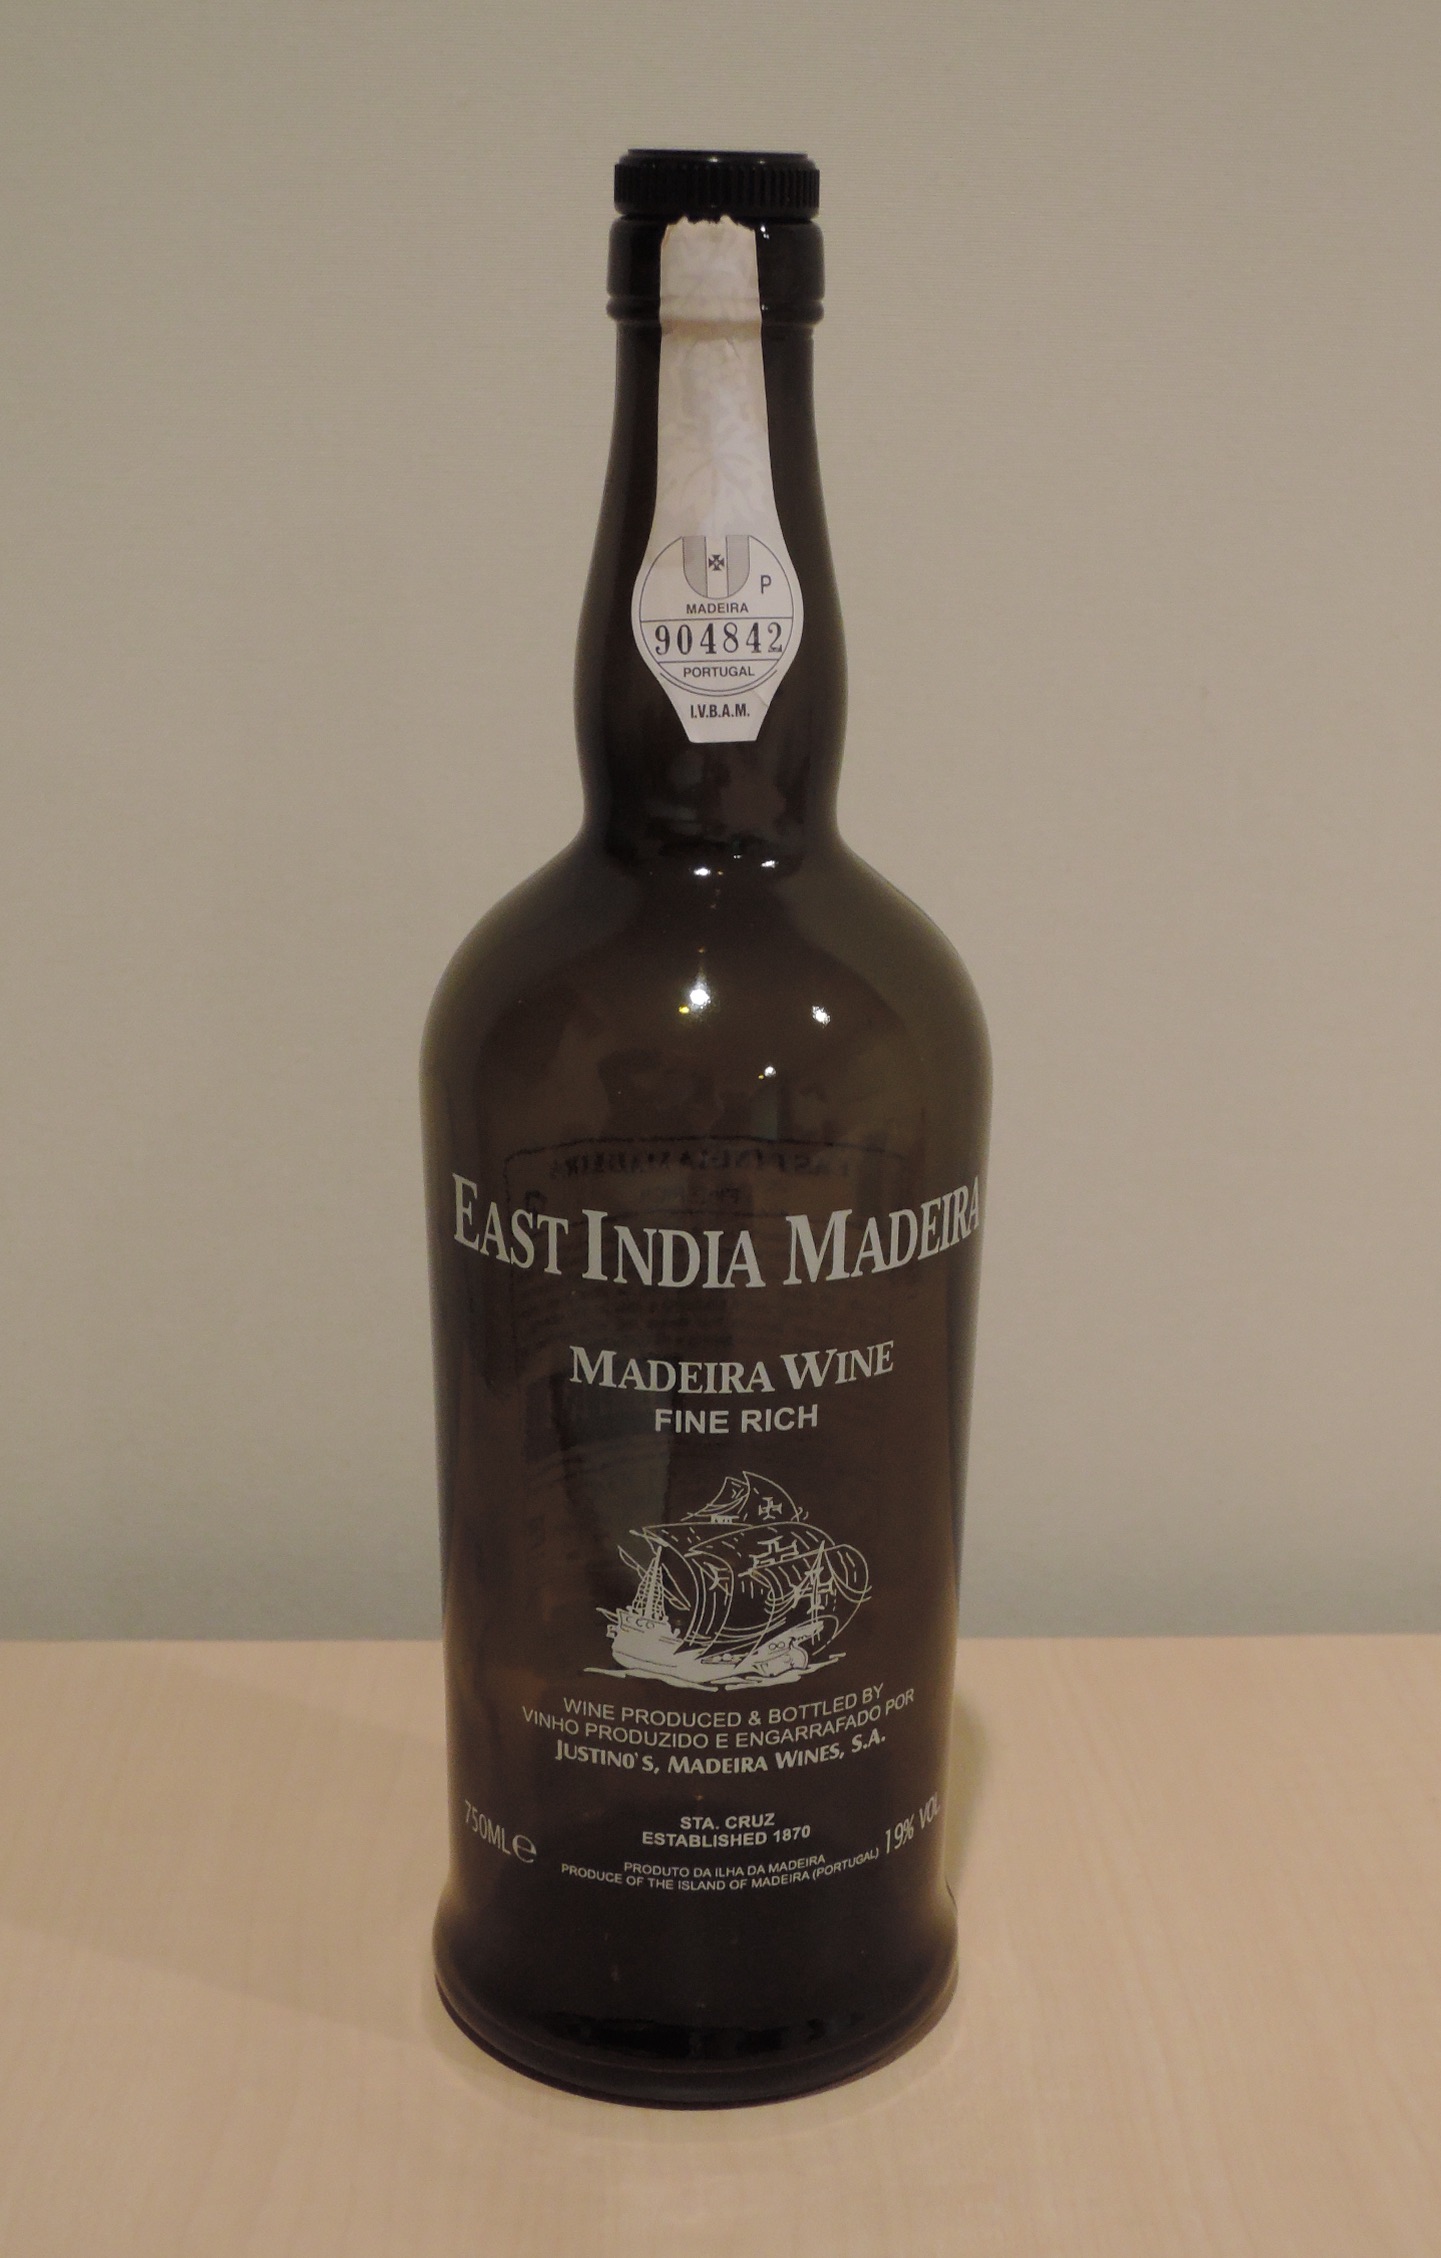 P
MADEIRA
904842
PORTUGAL
I.V.B.A.M.
EAST INDIA MADEIRA
MADEIRA WINE
FINE RICH
WINE PRODUCED & BOTTLED BY
VINHO PRODUZIDO E ENGARRAFADO POR
JUSTINO'S, MADEIRA WINES, S.A.
750ML e
STA. CRUZ
ESTABLISHED 1870
19% VOL.
PRODUTO DA ILHA DA MADEIRA
PRODUCE OF THE ISLAND OF MADEIRA (PORTUGAL)